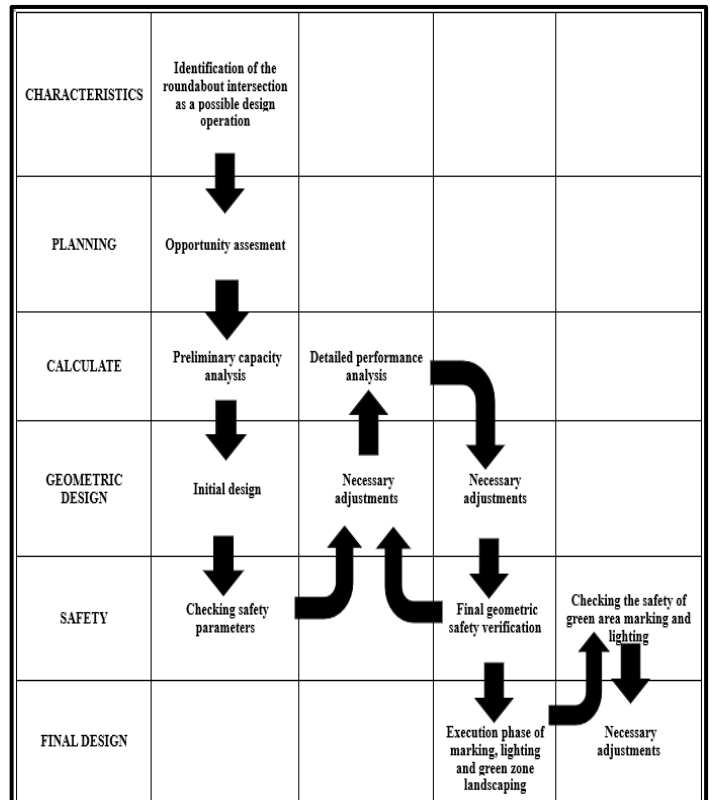 CHARACTERISTICS
Identification of the
roundabout intersection
as a possible design
operation
PLANNING
Opportunity assesment
CALCULATE
Preliminary capacity
analysis
Detailed performance
analysis
GEOMETRIC
DESIGN
Initial design
Necessary
adjustments
Necessary
adjustments
SAFETY
Checking safety
parameters
Final geometric
safety verification
Checking the safety of
green area marking and
lighting
FINAL DESIGN
Execution phase of
marking, lighting
and green zone
landscaping
Necessary
adjustments